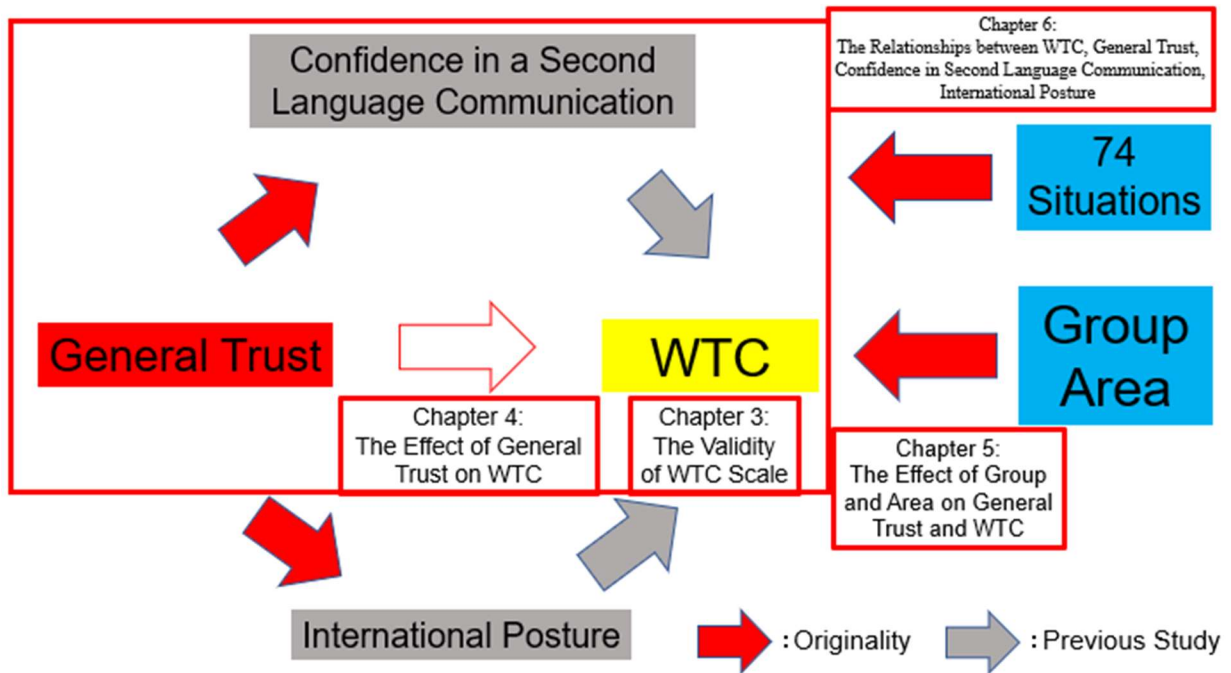 Chapter 6:
The Relationships between WTC, General Trust,
Confidence in Second Language Communication,
International Posture
Confidence in a Second
Language Communication
74
Situations
General Trust
WTC
Group
Area
Chapter 4:
The Effect of General
Trust on WTC
Chapter 3:
The Validity
of WTC Scale
Chapter 5:
The Effect of Group
and Area on General
Trust and WTC
International Posture
: Originality
: Previous Study